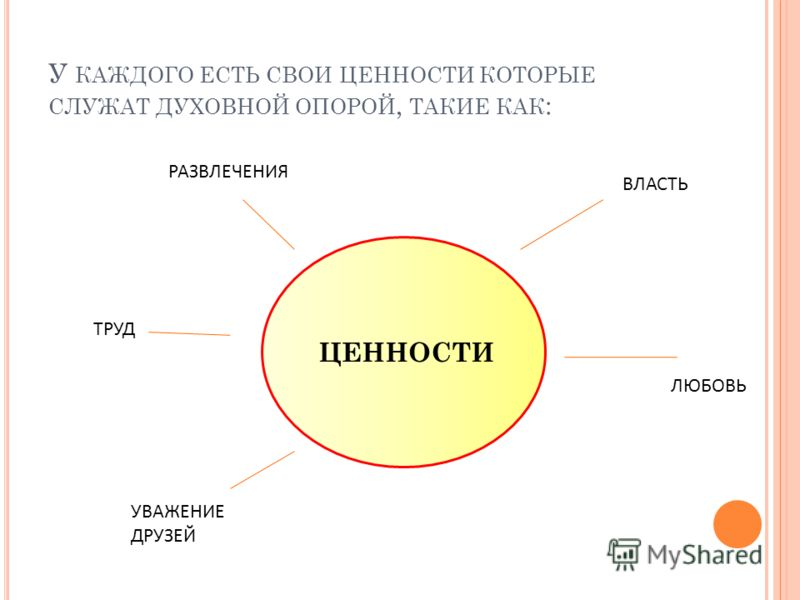 У КАЖДОГО ЕСТЬ СВОИ ЦЕННОСТИ КОТОРЫЕ
СЛУЖАТ ДУХОВНОЙ ОПОРОЙ, ТАКИЕ КАК:
РАЗВЛЕЧЕНИЯ
ВЛАСТЬ
ТРУД
ЦЕННОСТИ
ЛЮБОВЬ
УВАЖЕНИЕ
ДРУЗЕЙ
MyShared